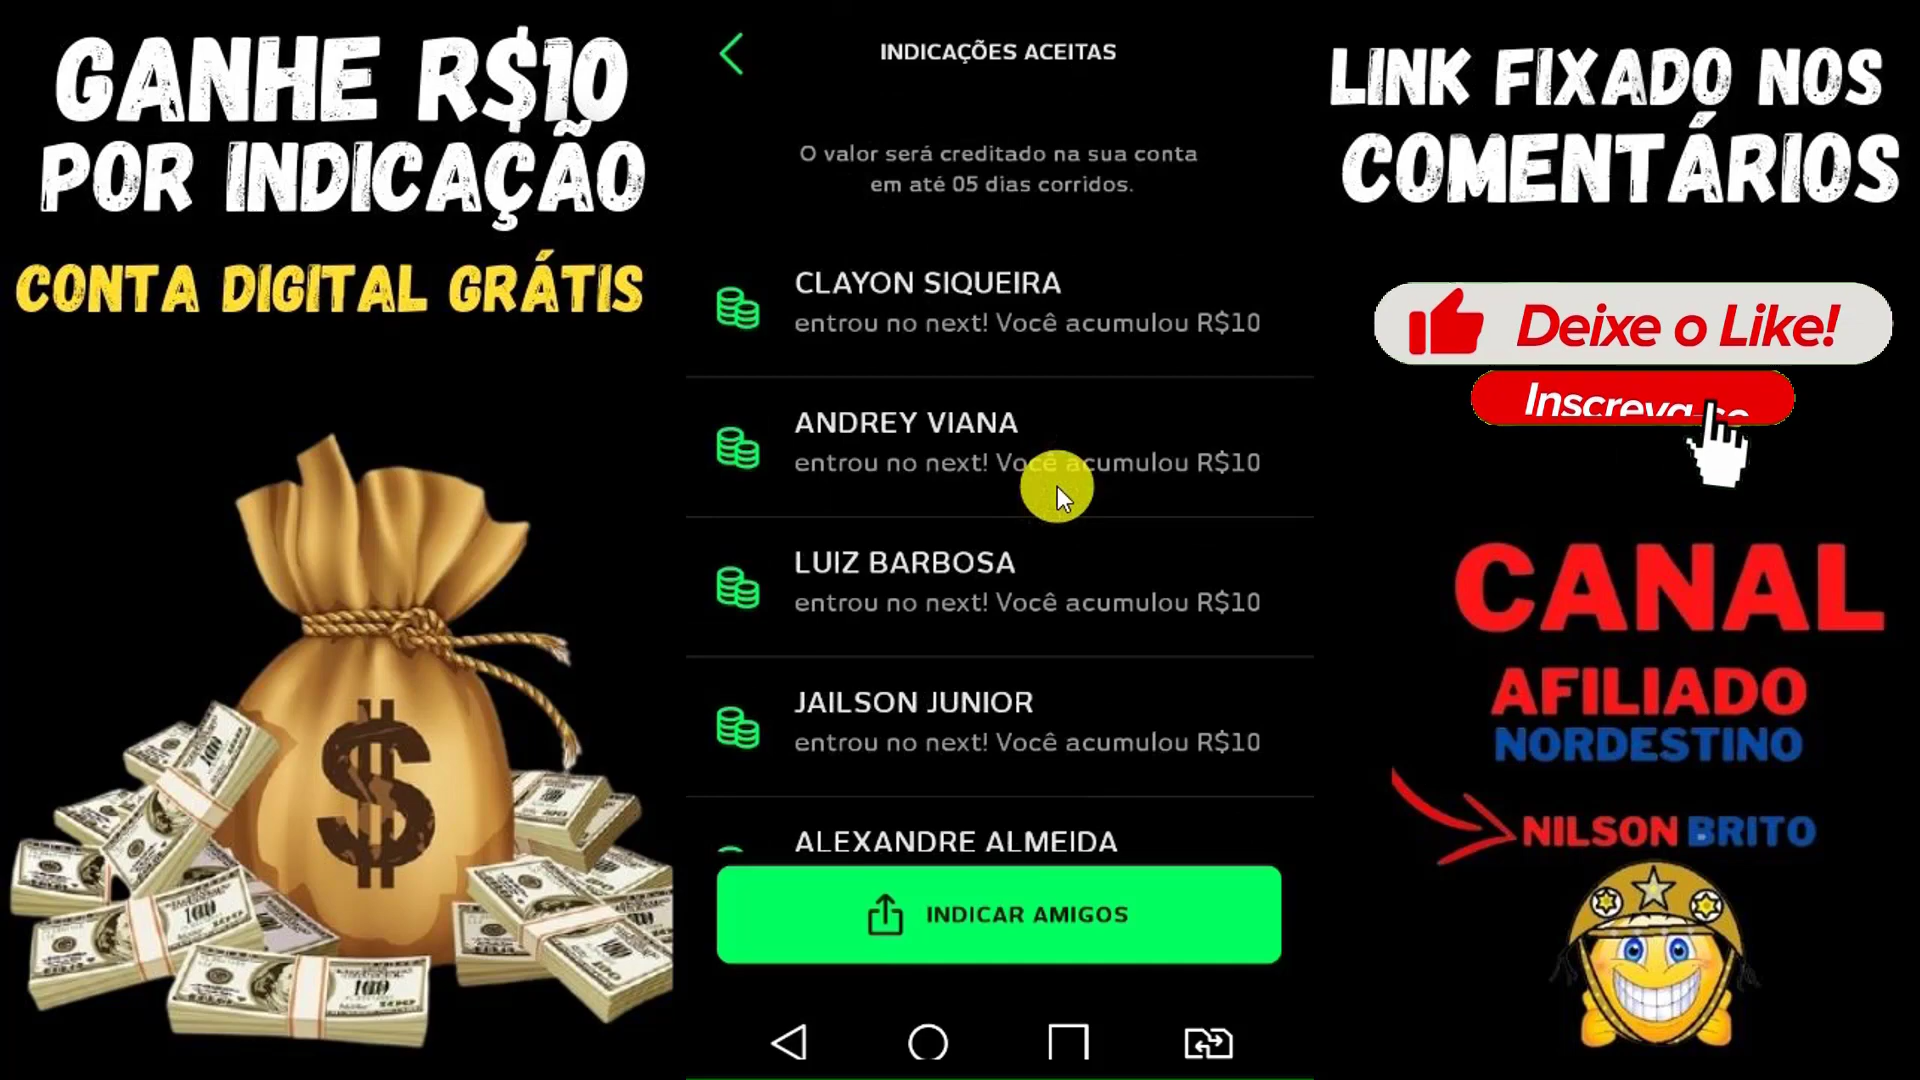 GANHE R$10
POR INDICAÇÃO
CONTA DIGITAL GRÁTIS
$
INDICAÇÕES ACEITAS
O valor será creditado na sua conta
em até 05 dias corridos.
CLAYON SIQUEIRA
entrou no next! Você acumulou R$10
ANDREY VIANA
entrou no next! Você acumulou R$10
LUIZ BARBOSA
entrou no next! Você acumulou R$10
JAILSON JUNIOR
entrou no next! Você acumulou R$10
ALEXANDRE ALMEIDA
INDICAR AMIGOS
LINK FIXADO NOS
COMENTÁRIOS
Deixe o Like!
Inscreva-se
CANAL
AFILIADO
NORDESTINO
NILSON BRITO